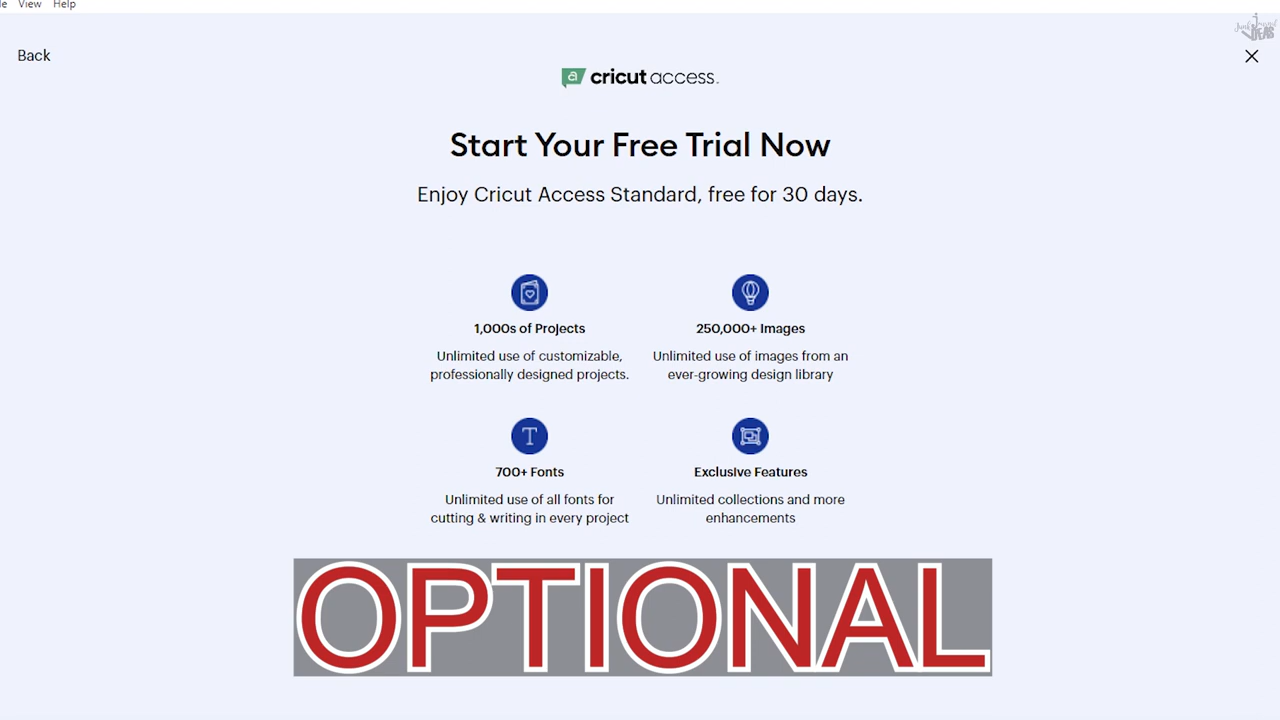 View Help
Back
a cricut access.
Start Your Free Trial Now
Enjoy Cricut Access Standard, free for 30 days.
1,000s of Projects
Unlimited use of customizable,
professionally designed projects.
250,000+ Images
Unlimited use of images from an
ever-growing design library
T
700+ Fonts
Unlimited use of all fonts for
cutting & writing in every project
Exclusive Features
Unlimited collections and more
enhancements
OPTIONAL